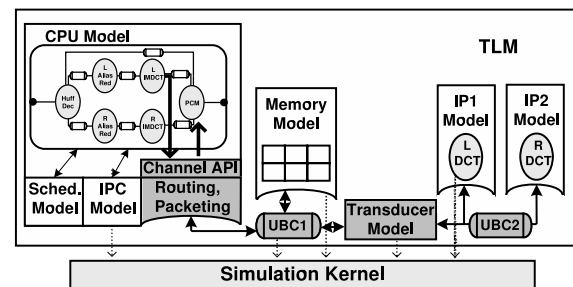 CPU Model
TLM
L
Alias
Red
L
IMDCT
Huff
Dec
PCM
R
Alias
Red
R
IMDCT
Memory
Model
IP1
Model
IP2
Model
L
DCT
R
DCT
Channel API
Sched.
Model
IPC
Model
Routing,
Packeting
UBC1
Transducer
Model
UBC2
Simulation Kernel